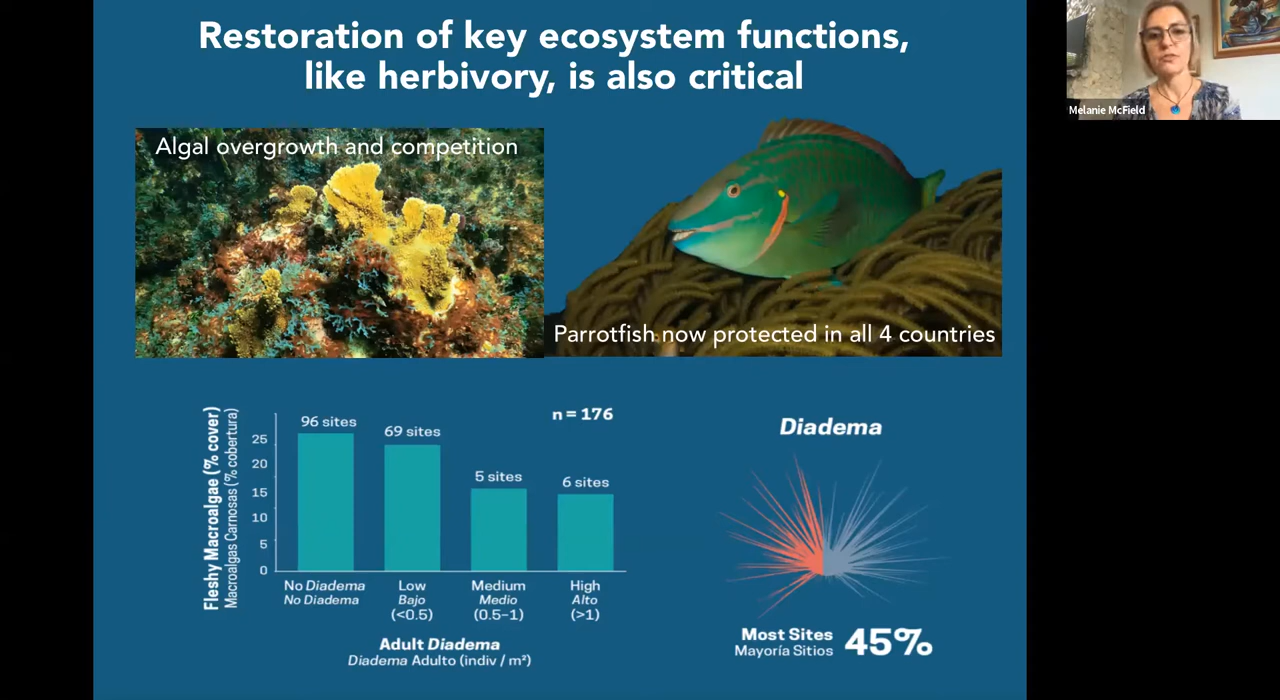 Restoration of key ecosystem functions,
like herbivory, is also critical
Melanie McField
Algal overgrowth and competition
Parrotfish now protected in all 4 countries
Fleshy Macroalgae (% cover)
Macroalgas Carnosas (% cobertura)
25
20
15
10
5
0
96 sites
69 sites
5 sites
6 sites
n = 176
No Diadema
No Diadema
Low
Bajo
(<0.5)
Medium
Medio
(0.5–1)
High
Alto
(>1)
Adult Diadema
Diadema Adulto (indiv / m²)
Diadema
Most Sites
Mayoría Sitios
45%